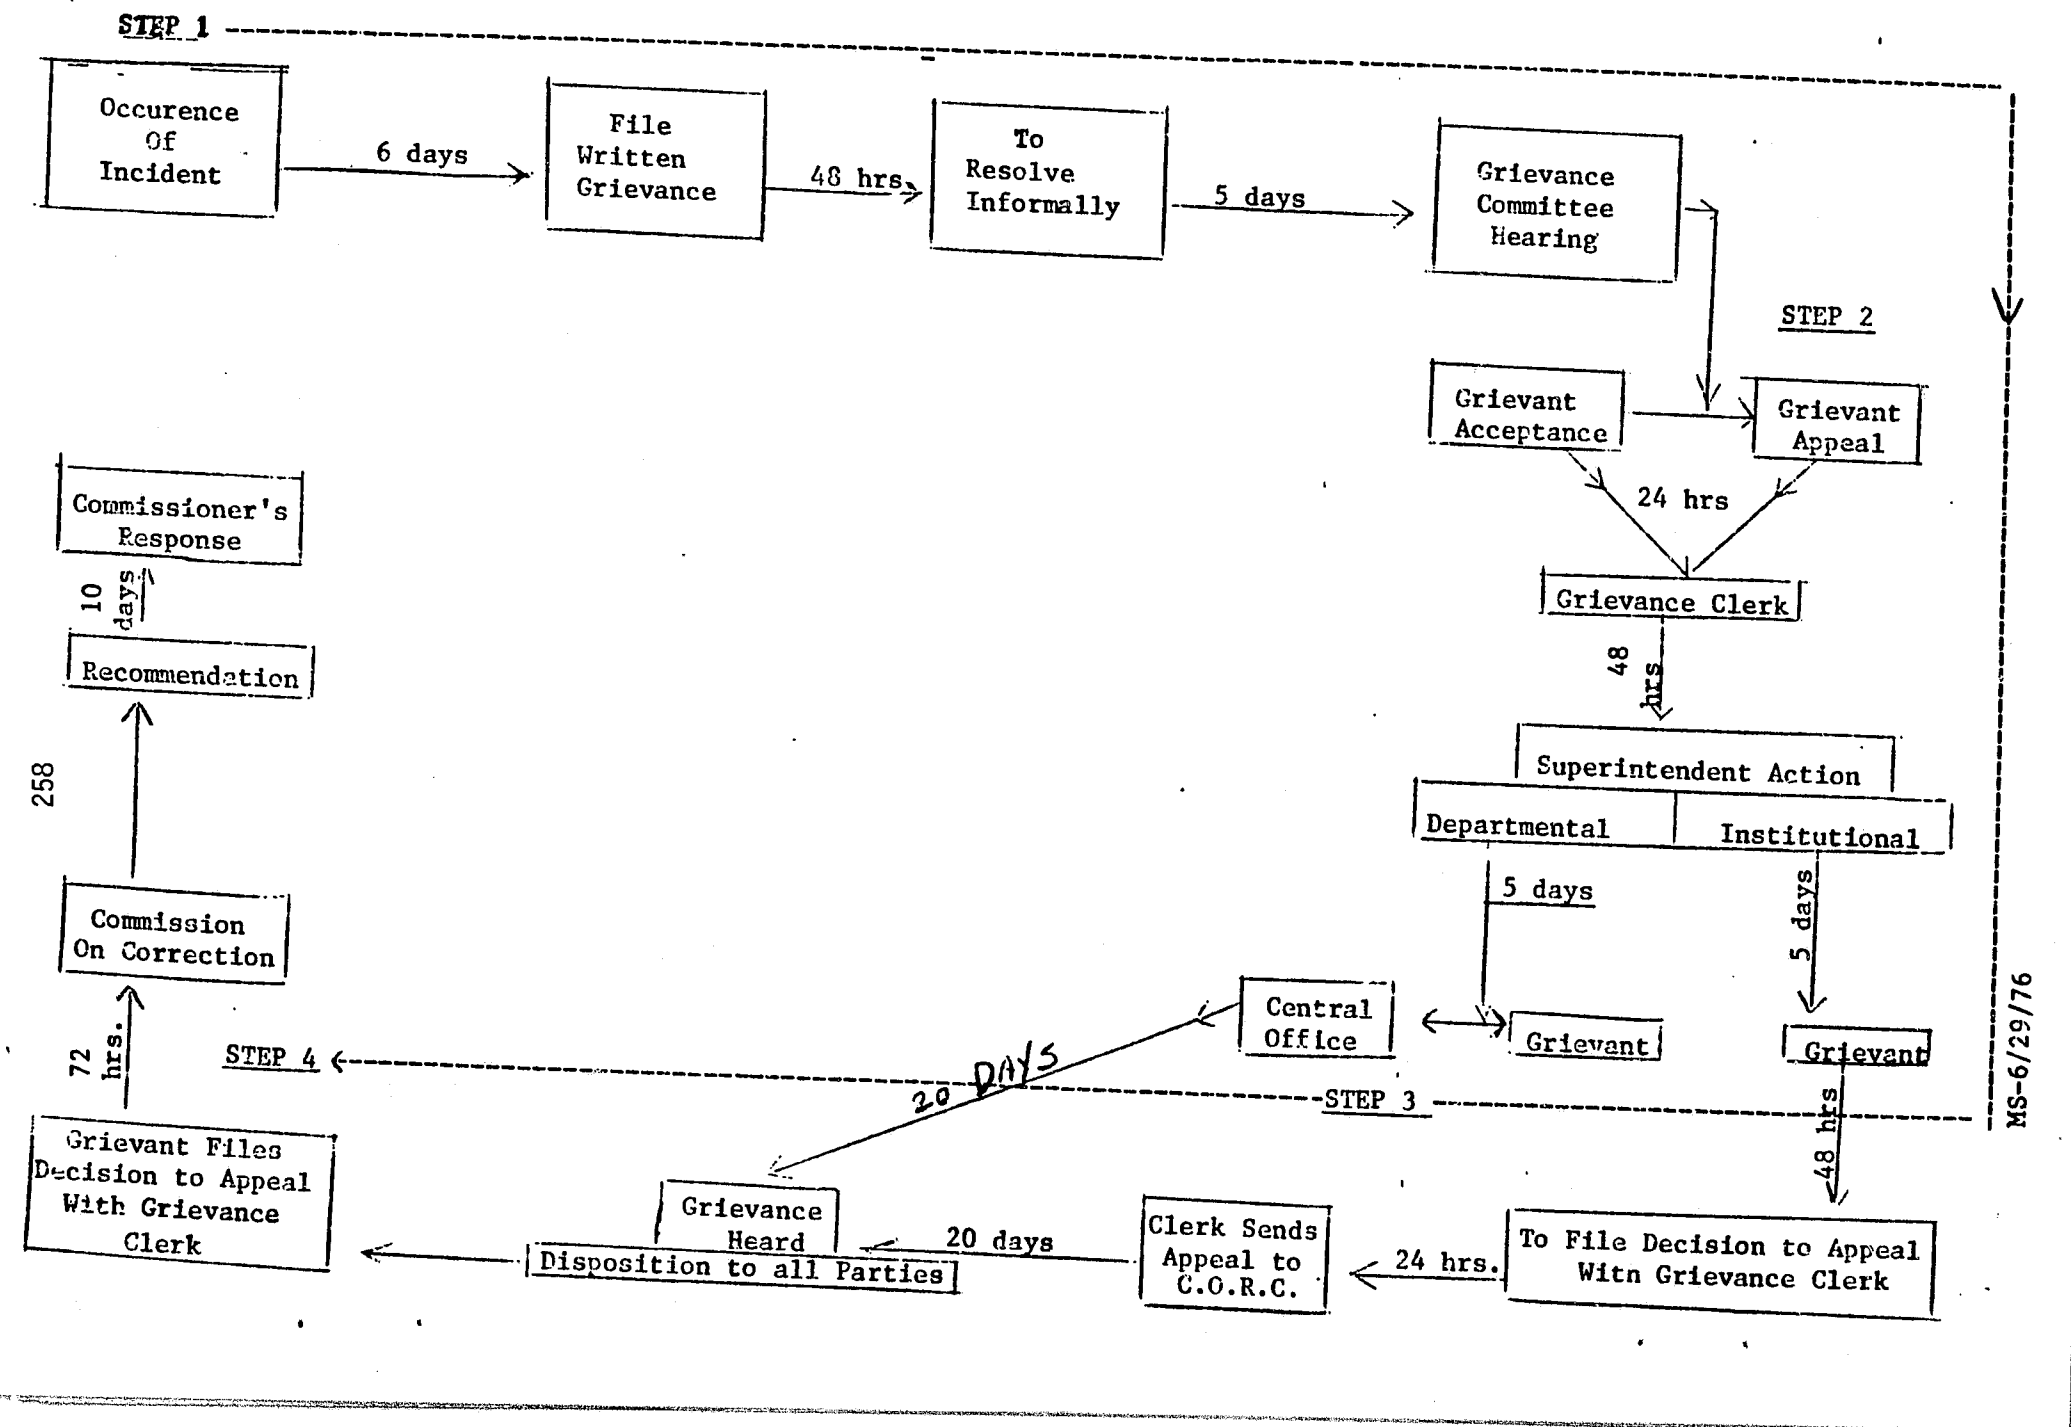 STEP 1
Occurence
Of
Incident
6 days
File
Written
Grievance
48 hrs.
To
Resolve
Informally
5 days
Grievance
Committee
Hearing
STEP 2
Grievant
Acceptance
Grievant
Appeal
24 hrs
Grievance Clerk
48
hrs
Superintendent Action
Departmental
Institutional
5 days
5 days
Central
Office
Grievant
Grievant
20 DAYS
STEP 3
STEP 4
48 hrs
To File Decision to Appeal
Witn Grievance Clerk
24 hrs.
Clerk Sends
Appeal to
C.O.R.C.
20 days
Grievance
Heard
Disposition to all Parties
Grievant Files
Decision to Appeal
With Grievance
Clerk
72
hrs.
Commission
On Correction
Recommendation
10
days
Commissioner's
Response
258
MS-6/29/76